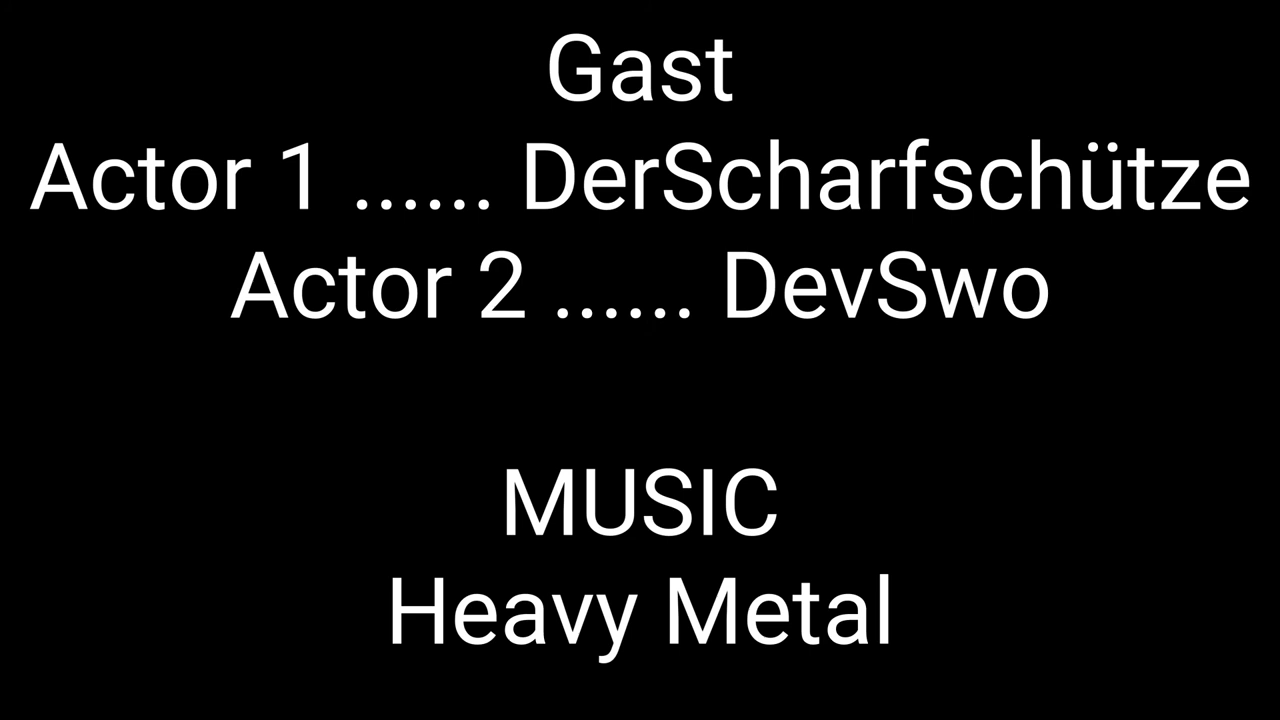 Gast
Actor 1 ...... DerScharfschütze
Actor 2 ...... DevSwo
MUSIC
Heavy Metal